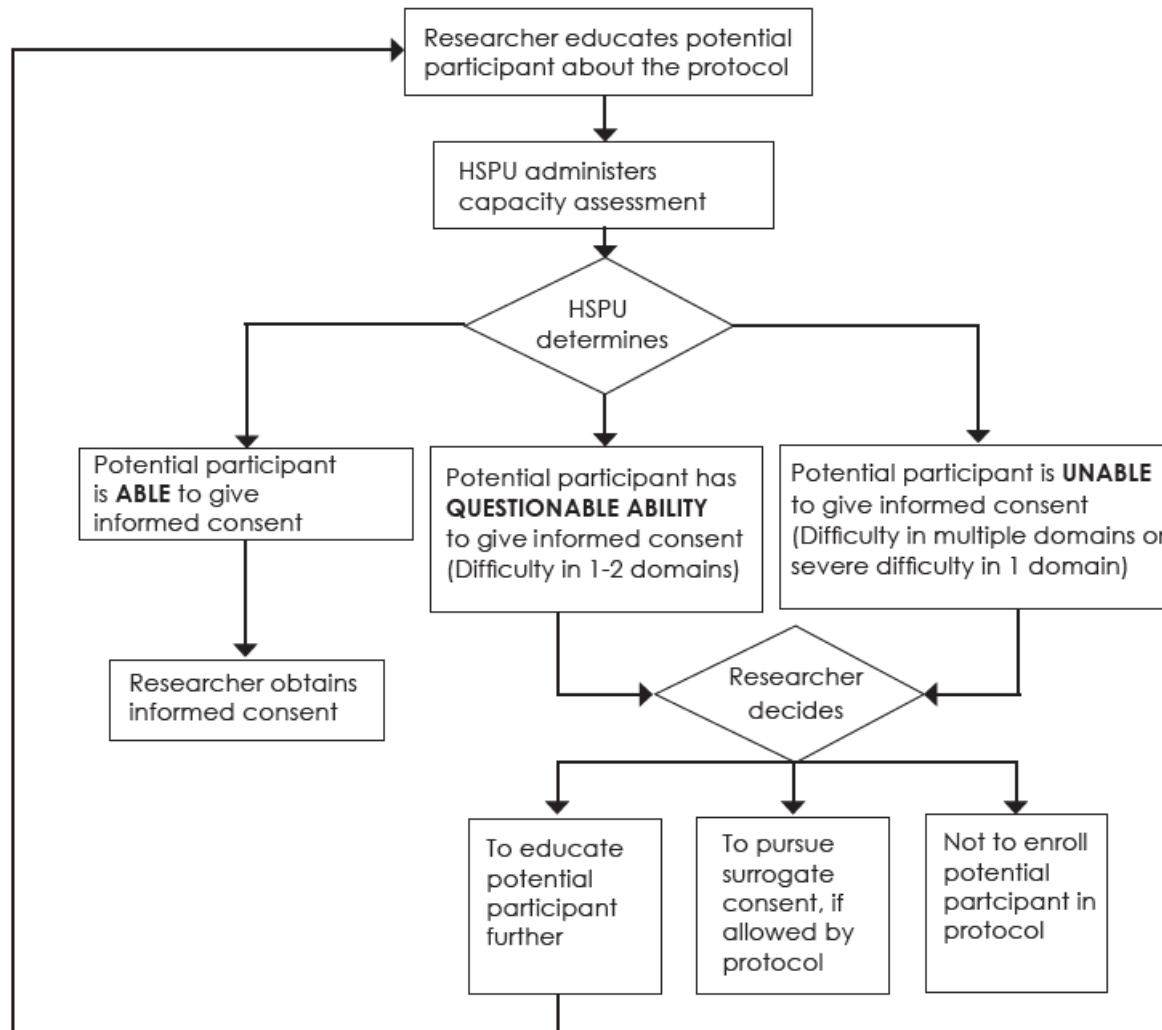 Researcher educates potential
participant about the protocol
HSPU administers
capacity assessment
HSPU
determines
Potential participant
is ABLE to give
informed consent
Potential participant has
QUESTIONABLE ABILITY
to give informed consent
(Difficulty in 1-2 domains)
Potential participant is UNABLE
to give informed consent
(Difficulty in multiple domains or
severe difficulty in 1 domain)
Researcher obtains
informed consent
Researcher
decides
To educate
potential
participant
further
To pursue
surrogate
consent, if
allowed by
protocol
Not to enroll
potential
partcipant in
protocol